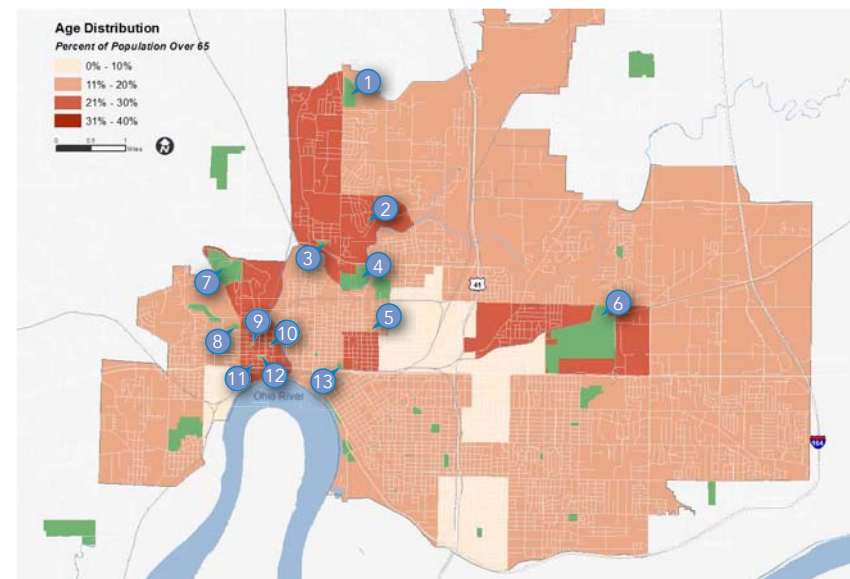 Age Distribution
Percent of Population Over 65
0% - 10%
11% - 20%
21% - 30%
31% - 40%
0 0.5 1
Miles
N
1
2
3
4
41
7
6
5
9
10
8
11
12
13
Ohio River
164